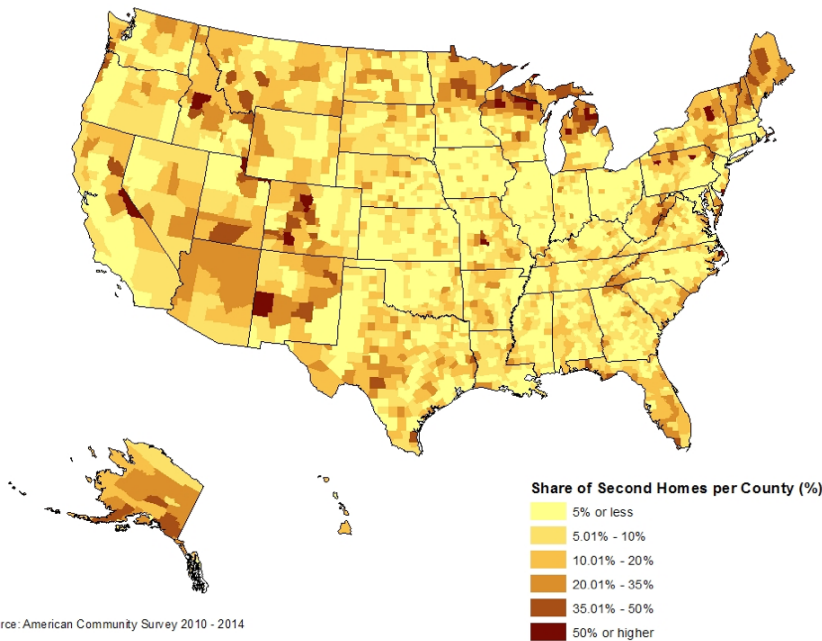 Share of Second Homes per County (%)
5% or less
5.01% - 10%
10.01% - 20%
20.01% - 35%
35.01% - 50%
50% or higher
rce: American Community Survey 2010 - 2014